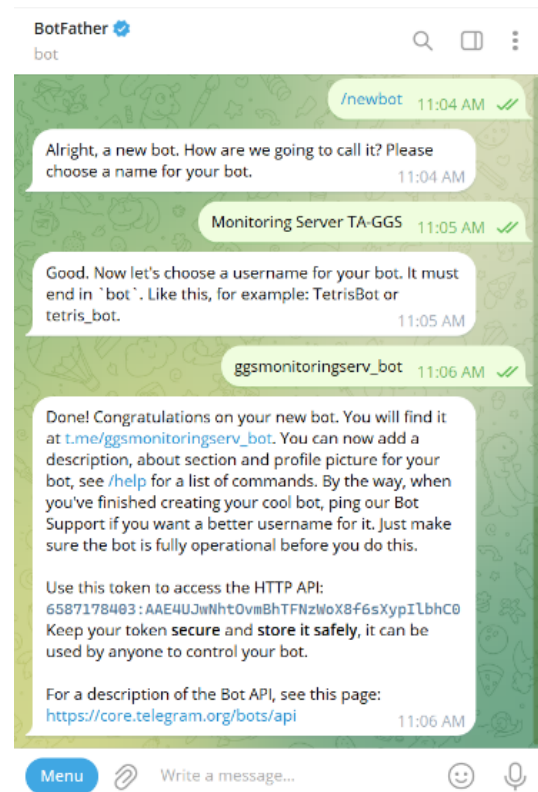 BotFather
bot
/newbot 11:04 AM
Alright, a new bot. How are we going to call it? Please
choose a name for your bot.
11:04 AM
Monitoring Server TA-GGS 11:05 AM
Good. Now let's choose a username for your bot. It must
end in `bot`. Like this, for example: TetrisBot or
tetris_bot.
11:05 AM
ggsmonitoringserv_bot 11:06 AM
Done! Congratulations on your new bot. You will find it
at t.me/ggsmonitoringserv_bot. You can now add a
description, about section and profile picture for your
bot, see /help for a list of commands. By the way, when
you've finished creating your cool bot, ping our Bot
Support if you want a better username for it. Just make
sure the bot is fully operational before you do this.
Use this token to access the HTTP API:
6587178403:AAE4UJwNhtOvmBhTFNzWoX8f6sXypIlbhC0
Keep your token secure and store it safely, it can be
used by anyone to control your bot.
For a description of the Bot API, see this page:
https://core.telegram.org/bots/api
11:06 AM
Menu Write a message...